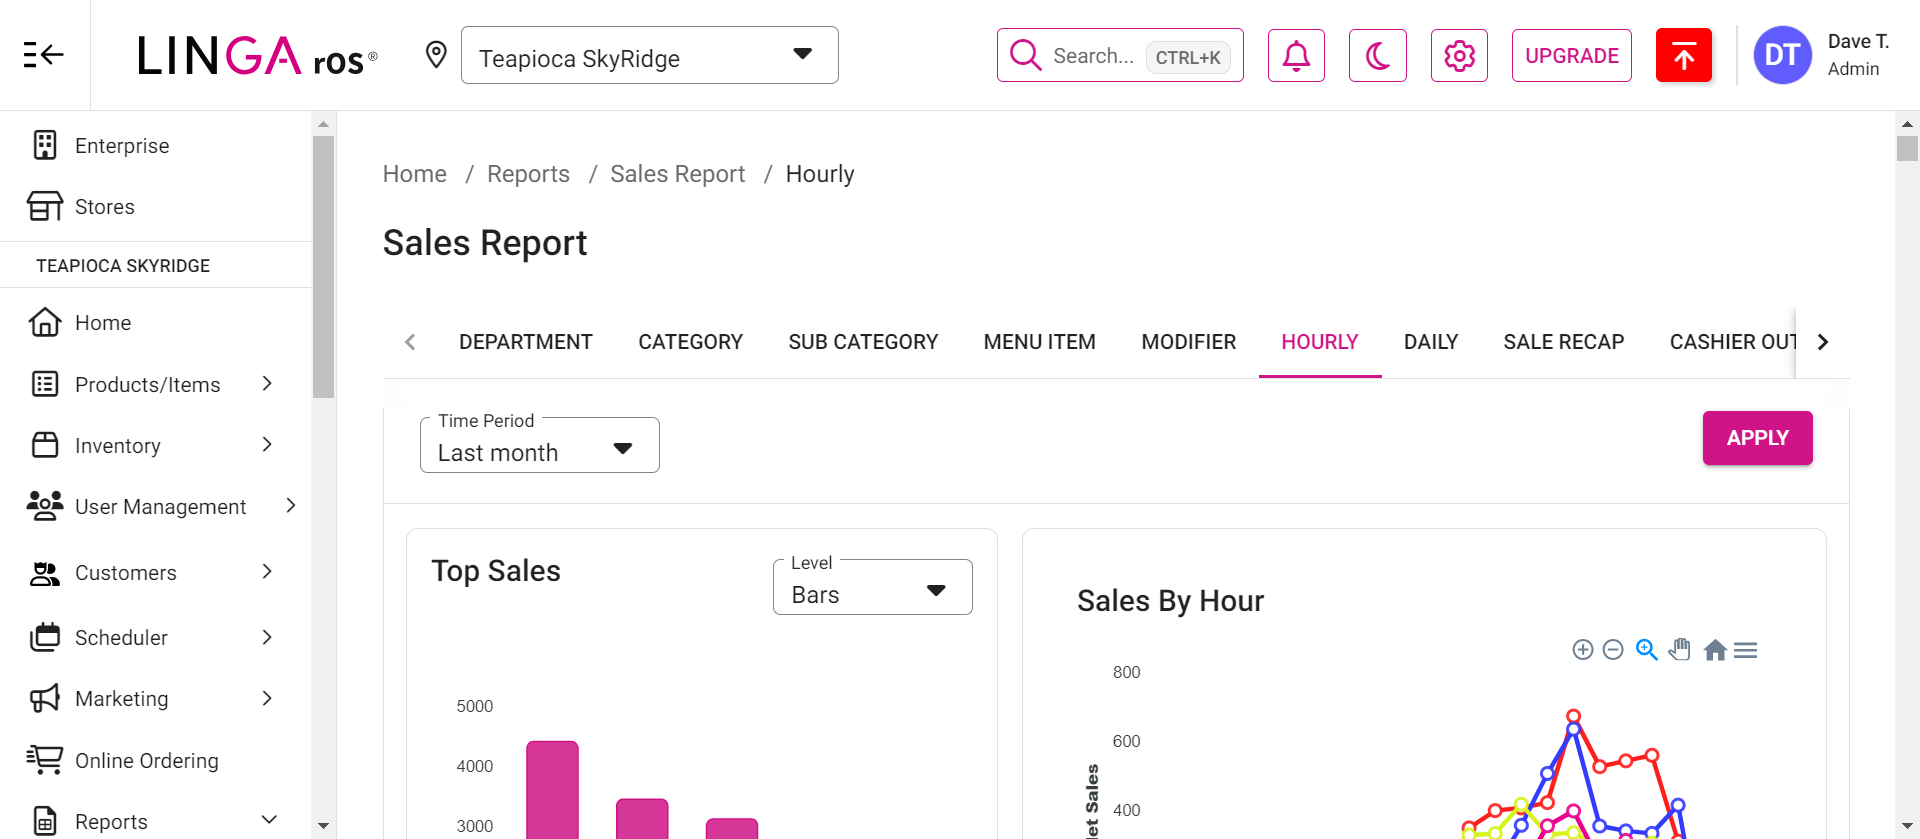 LINGA ros®
Teapioca SkyRidge
Search... CTRL+K
UPGRADE
DT
Dave T.
Admin
Enterprise
Stores
TEAPIOCA SKYRIDGE
Home
Products/Items
Inventory
User Management
Customers
Scheduler
Marketing
Online Ordering
Reports
Home / Reports / Sales Report / Hourly
Sales Report
DEPARTMENT CATEGORY SUB CATEGORY MENU ITEM MODIFIER HOURLY DAILY SALE RECAP CASHIER OUT
Time Period
Last month
APPLY
Top Sales
Level
Bars
5000
4000
3000
Sales By Hour
800
600
400
et Sales